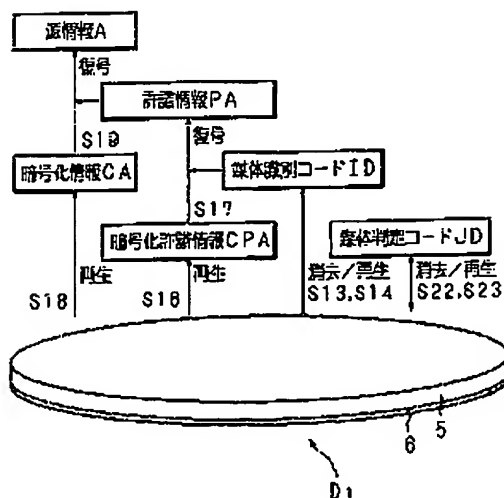 源情報A
復号
許諾情報PA
S19
復号
暗号化情報CA
媒体識別コードID
S17
暗号化許諾情報CPA
媒体判定コードJD
再生
再生
消去/再生
消去/再生
S18
S16
S13,S14
S22,S23
6
5
D1